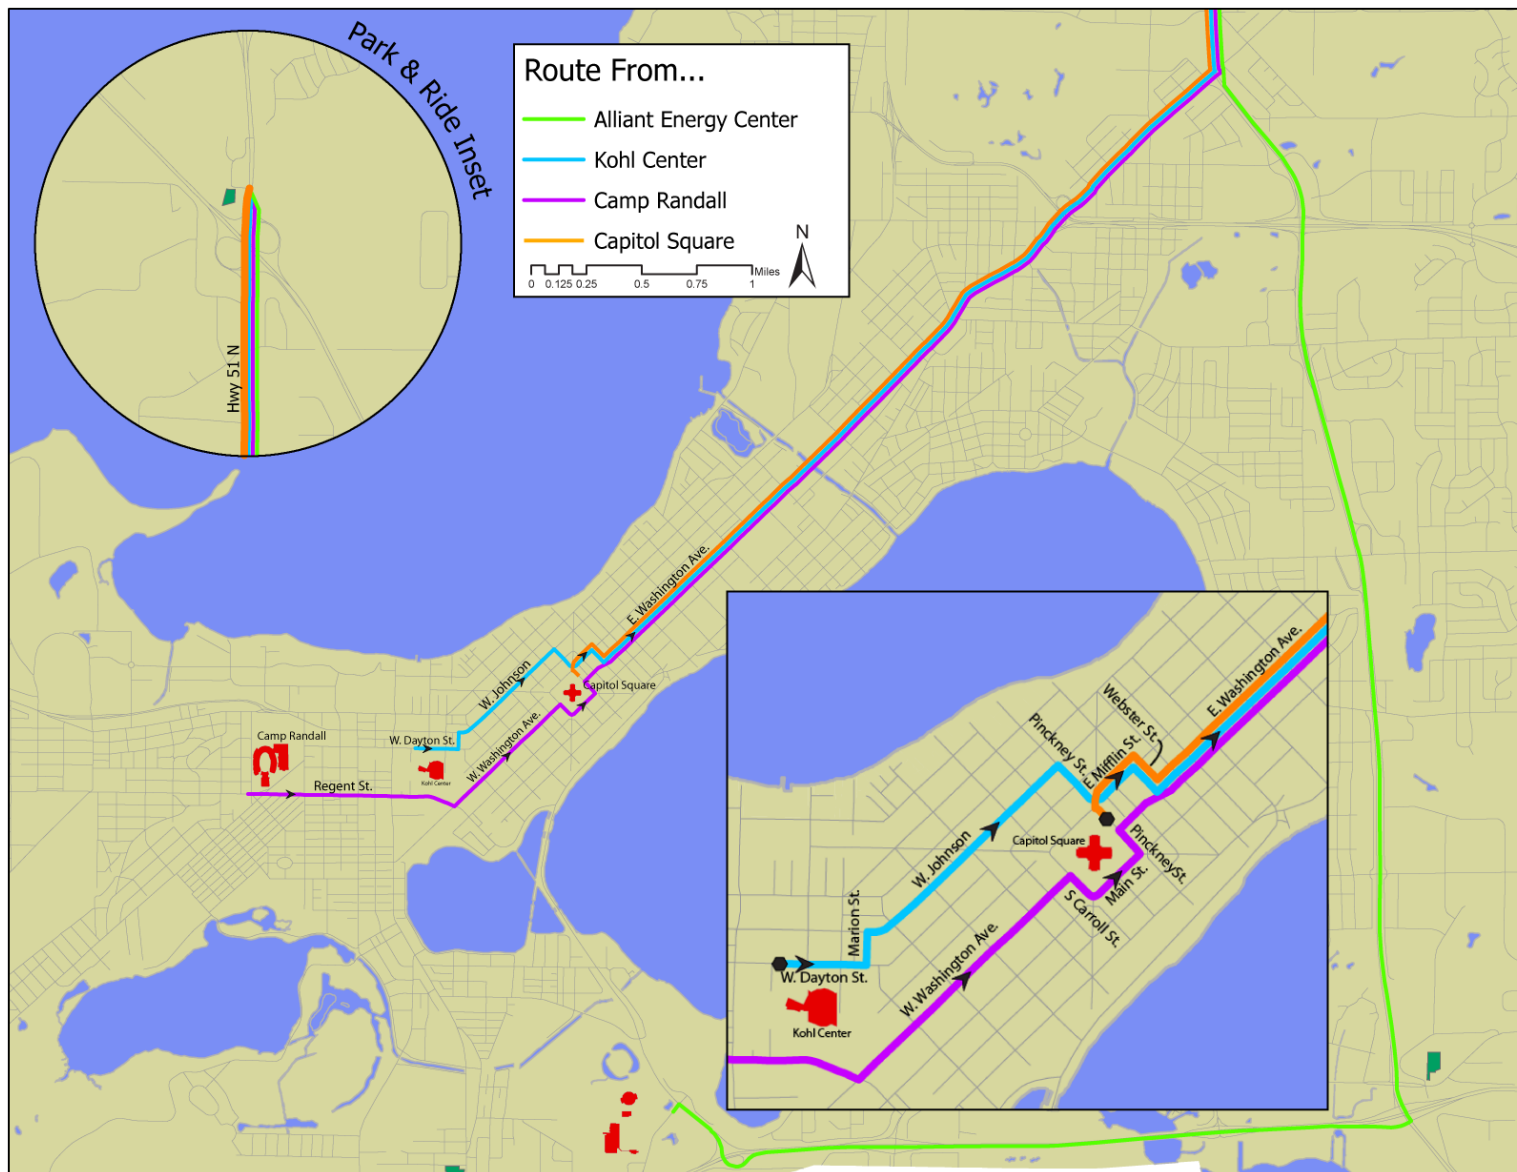 Park & Ride Inset
Hwy 51 N
Route From...
Alliant Energy Center
Kohl Center
Camp Randall
Capitol Square
N
Miles
0 0.125 0.25 0.5 0.75 1
E. Washington Ave.
W. Johnson
Capitol Square
W. Dayton St.
W. Washington Ave.
Kohl Center
Camp Randall
Regent St.
E. Washington Ave.
Webster St.
Pinckney St.
E. Mifflin St.
Capitol Square
Pinckney St.
Main St.
S Carroll St.
W. Johnson
Marion St.
W. Washington Ave.
W. Dayton St.
Kohl Center